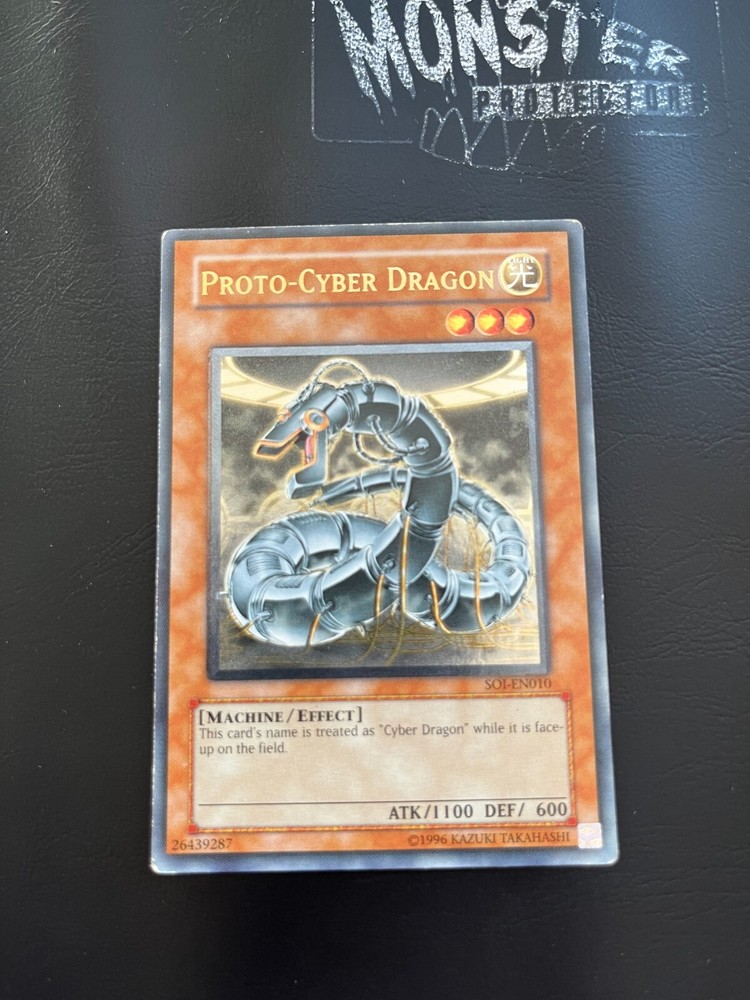 MONSTER
PROTECTORS
PROTO-CYBER DRAGON
LIGHT
光
SOI-EN010
[MACHINE/EFFECT]
This card's name is treated as "Cyber Dragon" while it is face-
up on the field.
ATK/1100 DEF/ 600
26439287
©1996 KAZUKI TAKAHASHI